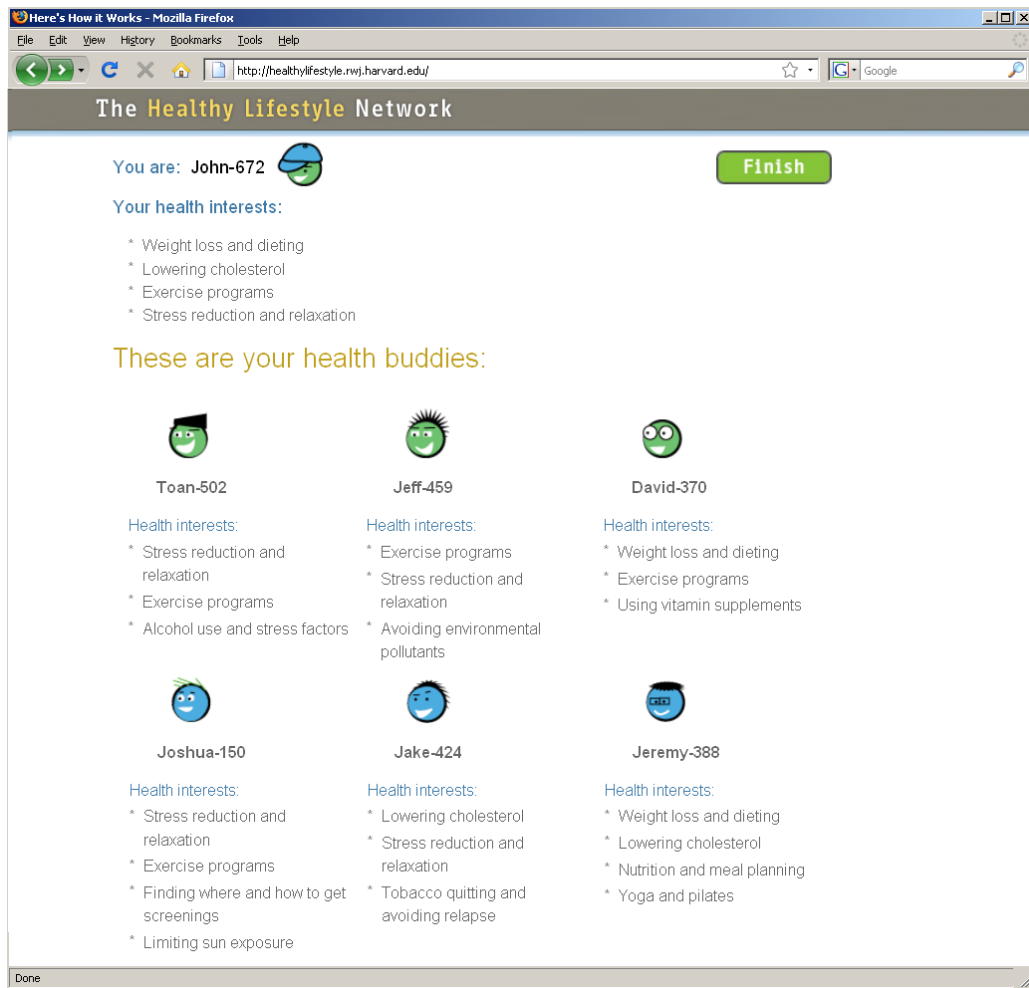 Here's How it Works - Mozilla Firefox
File Edit View History Bookmarks Tools Help
http://healthylifestyle.rwj.harvard.edu/
G Google
The Healthy Lifestyle Network
You are: John-672
Finish
Your health interests:
* Weight loss and dieting
* Lowering cholesterol
* Exercise programs
* Stress reduction and relaxation
These are your health buddies:
Toan-502
Health interests:
* Stress reduction and
relaxation
* Exercise programs
* Alcohol use and stress factors
Jeff-459
Health interests:
* Exercise programs
* Stress reduction and
relaxation
* Avoiding environmental
pollutants
David-370
Health interests:
* Weight loss and dieting
* Exercise programs
* Using vitamin supplements
Joshua-150
Health interests:
* Stress reduction and
relaxation
* Exercise programs
* Finding where and how to get
screenings
* Limiting sun exposure
Jake-424
Health interests:
* Lowering cholesterol
* Stress reduction and
relaxation
* Tobacco quitting and
avoiding relapse
Jeremy-388
Health interests:
* Weight loss and dieting
* Lowering cholesterol
* Nutrition and meal planning
* Yoga and pilates
Done